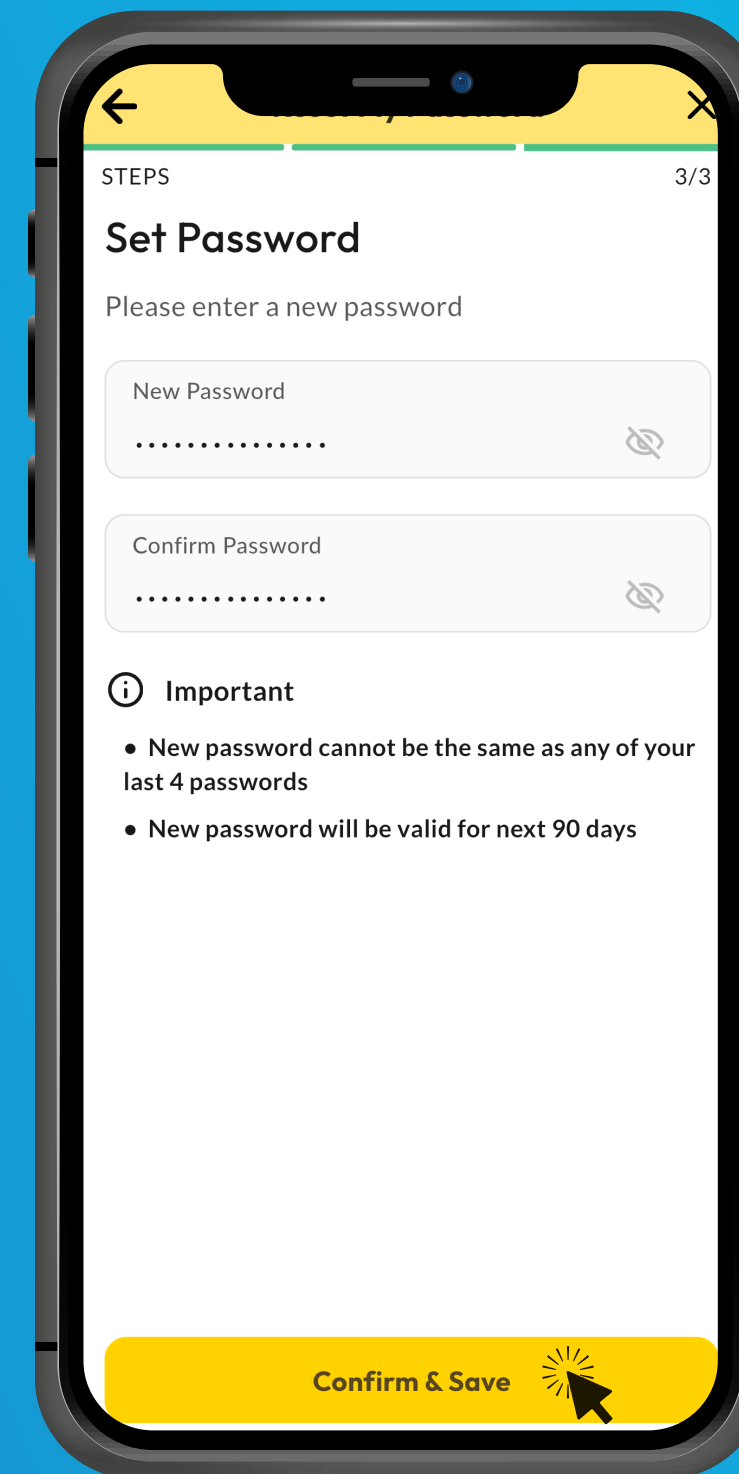 STEPS 3/3
Set Password
Please enter a new password
New Password
...............
Confirm Password
...............
Important
• New password cannot be the same as any of your
last 4 passwords
• New password will be valid for next 90 days
Confirm & Save